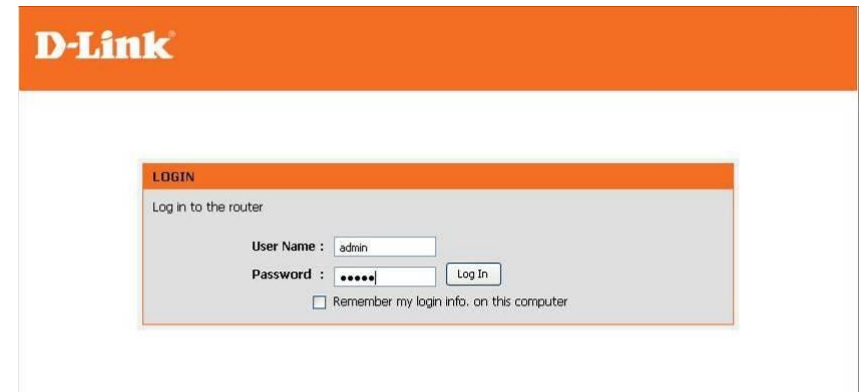 D-Link
LOGIN
Log in to the router
User Name : admin
Password : •••••
Log In
Remember my login info. on this computer